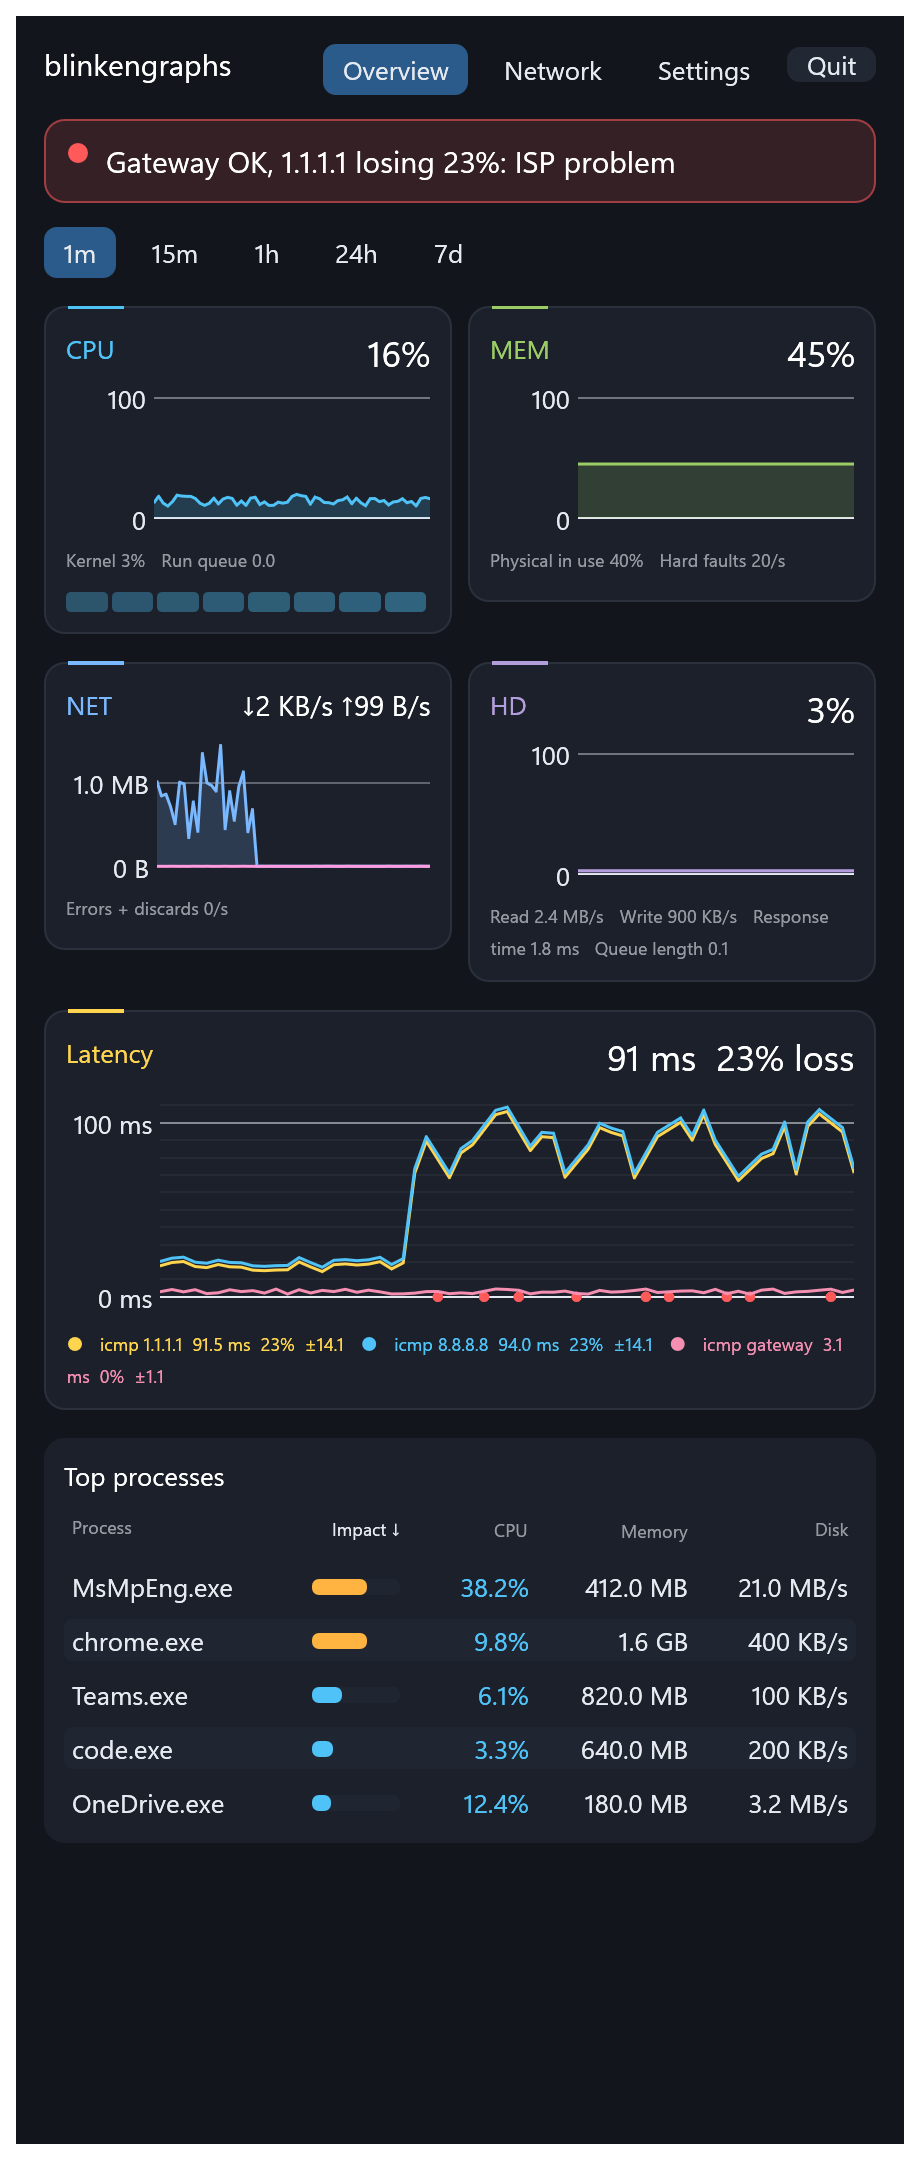 blinkengraphs Overview Network Settings Quit
Gateway OK, 1.1.1.1 losing 23%: ISP problem
1m 15m 1h 24h 7d
CPU 16%
100
0
Kernel 3% Run queue 0.0
MEM 45%
100
0
Physical in use 40% Hard faults 20/s
NET ↓2 KB/s ↑99 B/s
1.0 MB
0 B
Errors + discards 0/s
HD 3%
100
0
Read 2.4 MB/s Write 900 KB/s Response
time 1.8 ms Queue length 0.1
Latency 91 ms 23% loss
100 ms
0 ms
icmp 1.1.1.1 91.5 ms 23% ±14.1 icmp 8.8.8.8 94.0 ms 23% ±14.1 icmp gateway 3.1
ms 0% ±1.1
Top processes
Process Impact ↓ CPU Memory Disk
MsMpEng.exe 38.2% 412.0 MB 21.0 MB/s
chrome.exe 9.8% 1.6 GB 400 KB/s
Teams.exe 6.1% 820.0 MB 100 KB/s
code.exe 3.3% 640.0 MB 200 KB/s
OneDrive.exe 12.4% 180.0 MB 3.2 MB/s